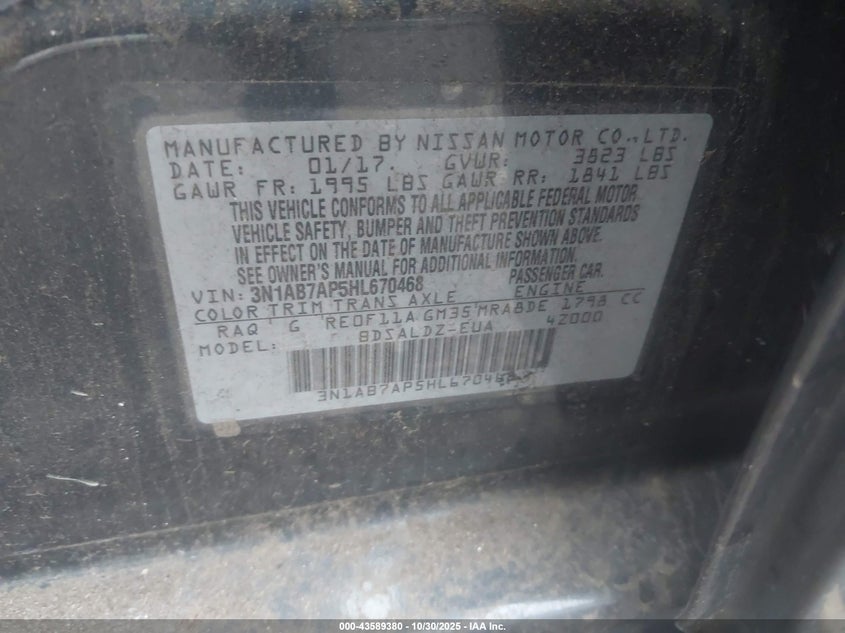 MANUFACTURED BY NISSAN MOTOR CO.,LTD.
DATE: 01/17. GVWR: 3823 LBS
GAWR FR: 1995 LBS GAWR RR: 1841 LBS
THIS VEHICLE CONFORMS TO ALL APPLICABLE FEDERAL MOTOR
VEHICLE SAFETY, BUMPER AND THEFT PREVENTION STANDARDS
IN EFFECT ON THE DATE OF MANUFACTURE SHOWN ABOVE.
SEE OWNER'S MANUAL FOR ADDITIONAL INFORMATION.
VIN: 3N1AB7AP5HL670468 PASSENGER CAR.
COLOR TRIM TRANS AXLE ENGINE
RAQ G RE0F11A GM35 MRA8DE 1798 CC
MODEL: BDSALDZ-EUA 42000
3N1AB7AP5HL670468
000-43589380 - 10/30/2025 - IAA Inc.